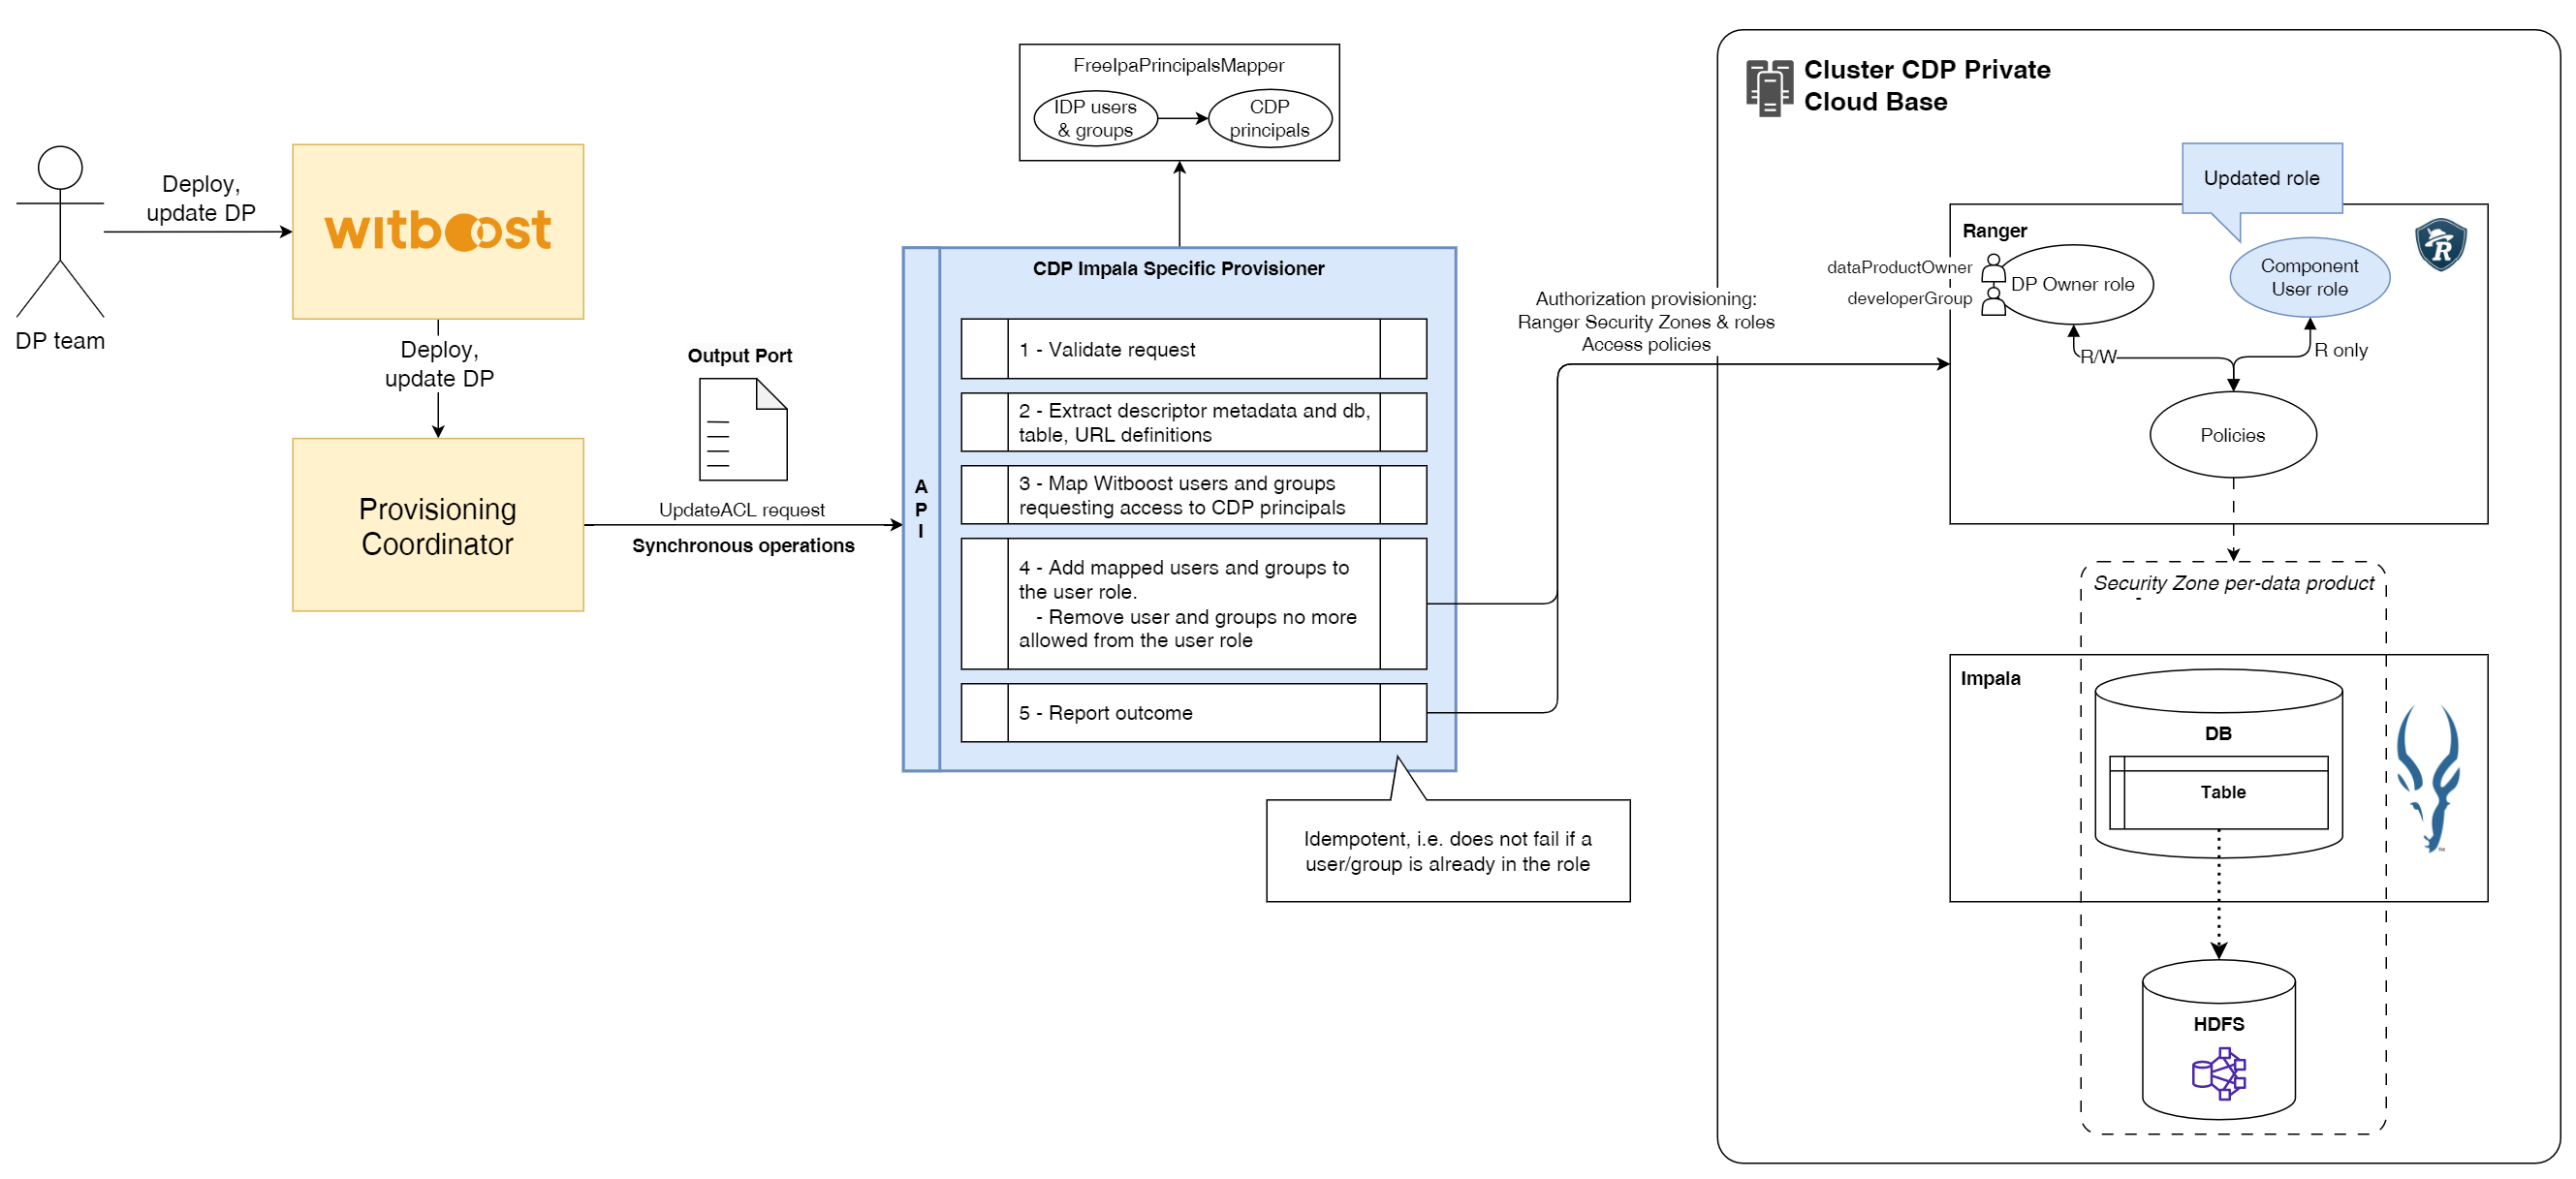 DP team
Deploy,
update DP
witboost
Deploy,
update DP
Provisioning
Coordinator
Output Port
UpdateACL request
Synchronous operations
FreeIpaPrincipalsMapper
IDP users
& groups
CDP
principals
API
CDP Impala Specific Provisioner
1 - Validate request
2 - Extract descriptor metadata and db,
table, URL definitions
3 - Map Witboost users and groups
requesting access to CDP principals
4 - Add mapped users and groups to
the user role.
- Remove user and groups no more
allowed from the user role
5 - Report outcome
Idempotent, i.e. does not fail if a
user/group is already in the role
Authorization provisioning:
Ranger Security Zones & roles
Access policies
Cluster CDP Private
Cloud Base
Updated role
Ranger
R
dataProductOwner
developerGroup
DP Owner role
Component
User role
R/W
R only
Policies
Security Zone per-data product
-
Impala
DB
Table
TM
HDFS